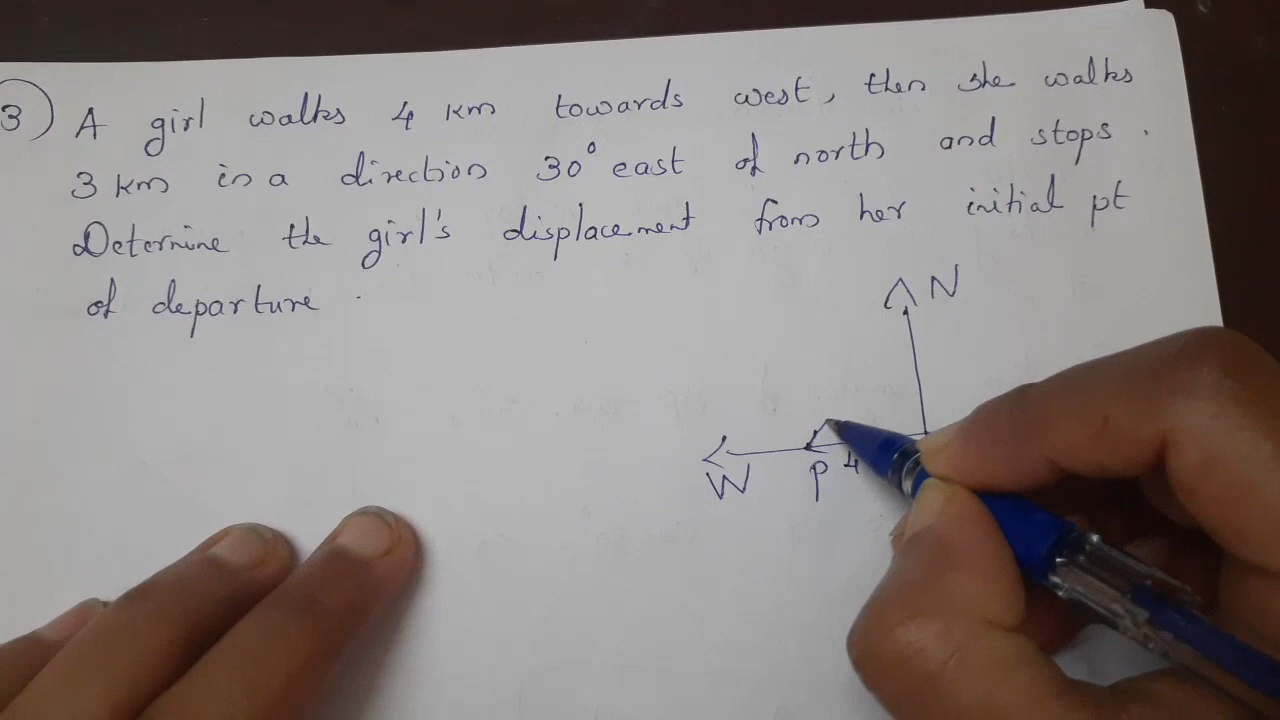 3) A girl walks 4 km towards west, then she walks
3 km in a direction 30° east of north and stops.
Determine the girl's displacement from her initial pt
of departure.
N
W P 4